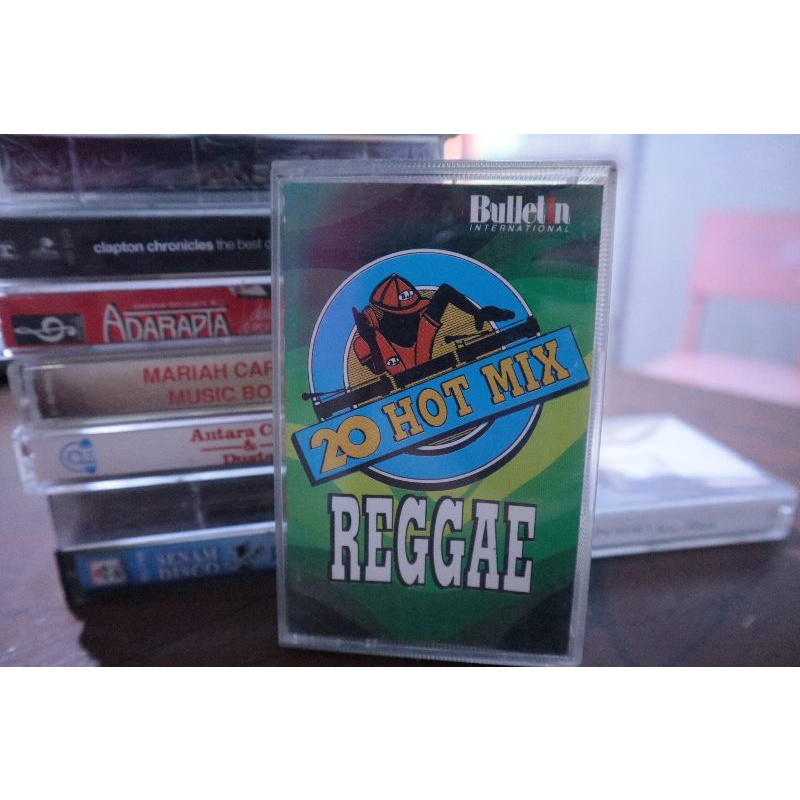 Bulletin
INTERNATIONAL
20 HOT MIX
REGGAE
clapton chronicles the best o
ADARAPTA
MARIAH CAR
MUSIC BO
Antara C
&
Dusta
SENAM
DISCO